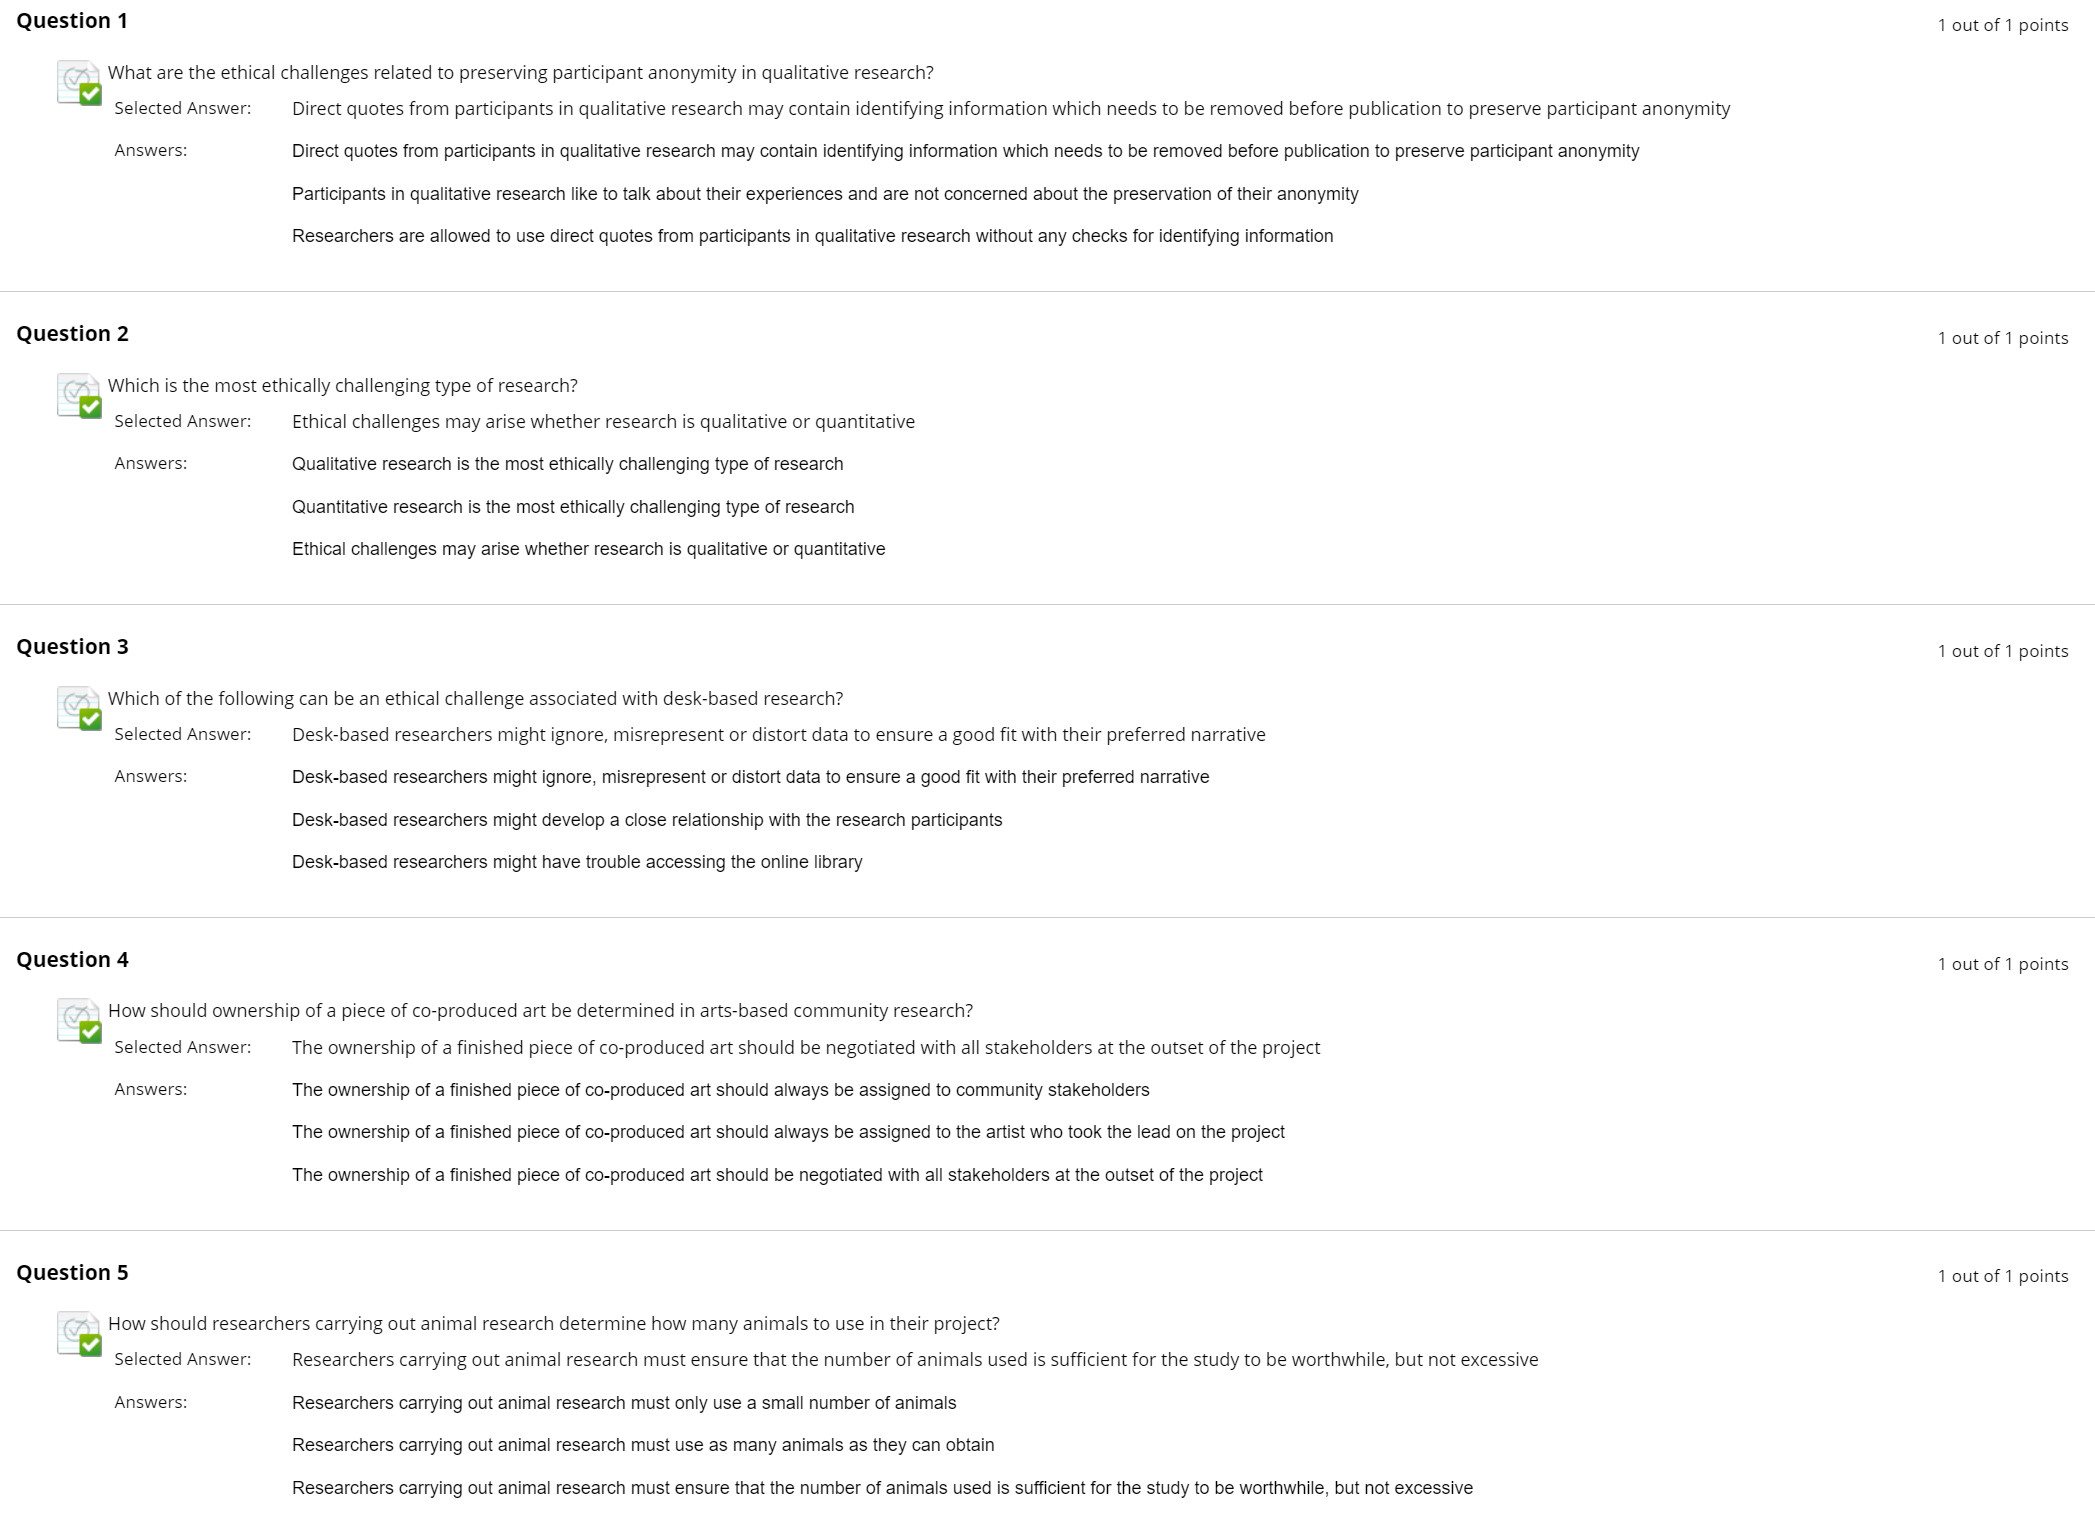 Question 1
1 out of 1 points
What are the ethical challenges related to preserving participant anonymity in qualitative research?
Selected Answer: Direct quotes from participants in qualitative research may contain identifying information which needs to be removed before publication to preserve participant anonymity
Answers: Direct quotes from participants in qualitative research may contain identifying information which needs to be removed before publication to preserve participant anonymity
Participants in qualitative research like to talk about their experiences and are not concerned about the preservation of their anonymity
Researchers are allowed to use direct quotes from participants in qualitative research without any checks for identifying information
Question 2
1 out of 1 points
Which is the most ethically challenging type of research?
Selected Answer: Ethical challenges may arise whether research is qualitative or quantitative
Answers: Qualitative research is the most ethically challenging type of research
Quantitative research is the most ethically challenging type of research
Ethical challenges may arise whether research is qualitative or quantitative
Question 3
1 out of 1 points
Which of the following can be an ethical challenge associated with desk-based research?
Selected Answer: Desk-based researchers might ignore, misrepresent or distort data to ensure a good fit with their preferred narrative
Answers: Desk-based researchers might ignore, misrepresent or distort data to ensure a good fit with their preferred narrative
Desk-based researchers might develop a close relationship with the research participants
Desk-based researchers might have trouble accessing the online library
Question 4
1 out of 1 points
How should ownership of a piece of co-produced art be determined in arts-based community research?
Selected Answer: The ownership of a finished piece of co-produced art should be negotiated with all stakeholders at the outset of the project
Answers: The ownership of a finished piece of co-produced art should always be assigned to community stakeholders
The ownership of a finished piece of co-produced art should always be assigned to the artist who took the lead on the project
The ownership of a finished piece of co-produced art should be negotiated with all stakeholders at the outset of the project
Question 5
1 out of 1 points
How should researchers carrying out animal research determine how many animals to use in their project?
Selected Answer: Researchers carrying out animal research must ensure that the number of animals used is sufficient for the study to be worthwhile, but not excessive
Answers: Researchers carrying out animal research must only use a small number of animals
Researchers carrying out animal research must use as many animals as they can obtain
Researchers carrying out animal research must ensure that the number of animals used is sufficient for the study to be worthwhile, but not excessive